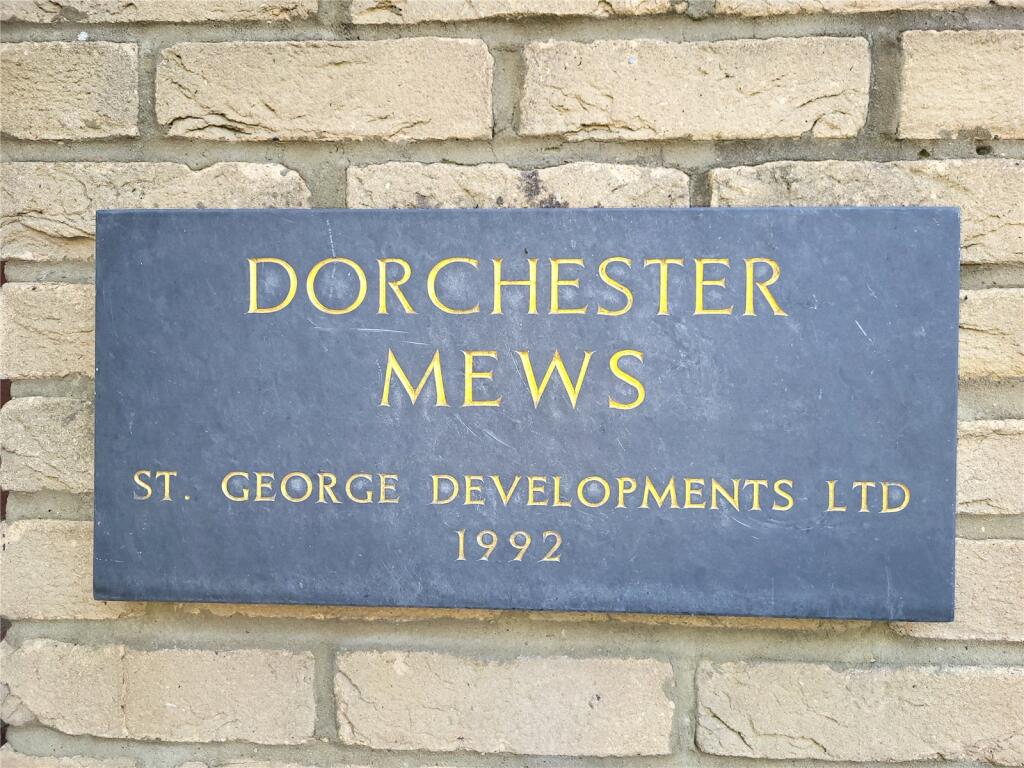 DORCHESTER
MEWS
ST. GEORGE DEVELOPMENTS LTD
1992